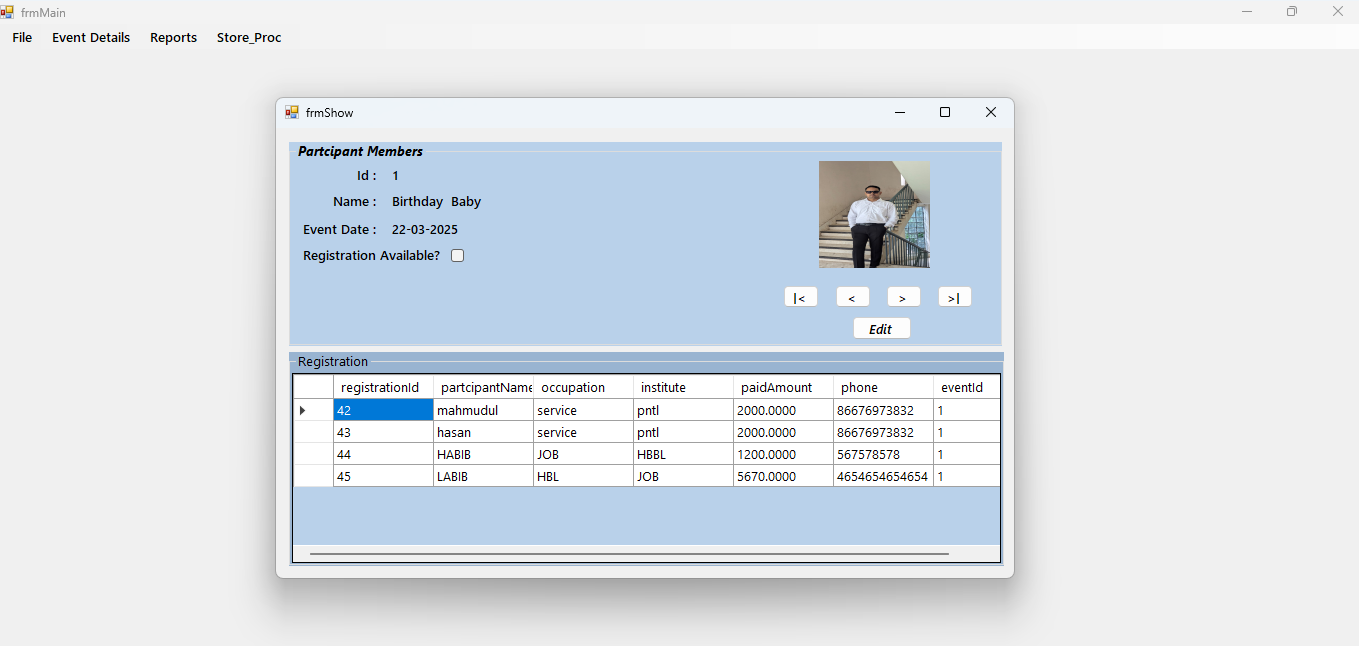 frmMain
File Event Details Reports Store_Proc
frmShow
Partcipant Members
Id : 1
Name : Birthday Baby
Event Date : 22-03-2025
Registration Available?
|< < > >|
Edit
Registration
registrationId partcipantName occupation institute paidAmount phone eventId
42 mahmudul service pntl 2000.0000 86676973832 1
43 hasan service pntl 2000.0000 86676973832 1
44 HABIB JOB HBBL 1200.0000 567578578 1
45 LABIB HBL JOB 5670.0000 4654654654654 1